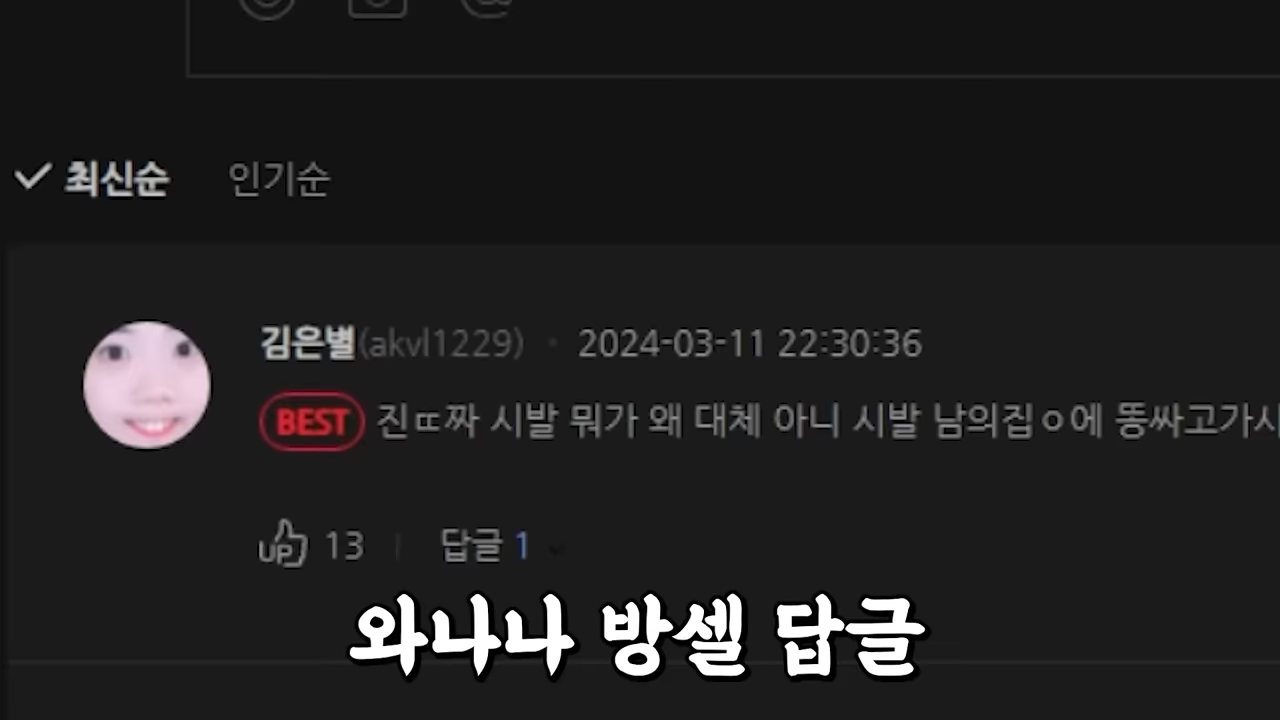 최신순 인기순
김은별(akvl1229) · 2024-03-11 22:30:36
BEST 진ㄸ짜 시발 뭐가 왜 대체 아니 시발 남의집ㅇ에 똥싸고가시
UP 13 | 답글 1
와나나 방셀 답글